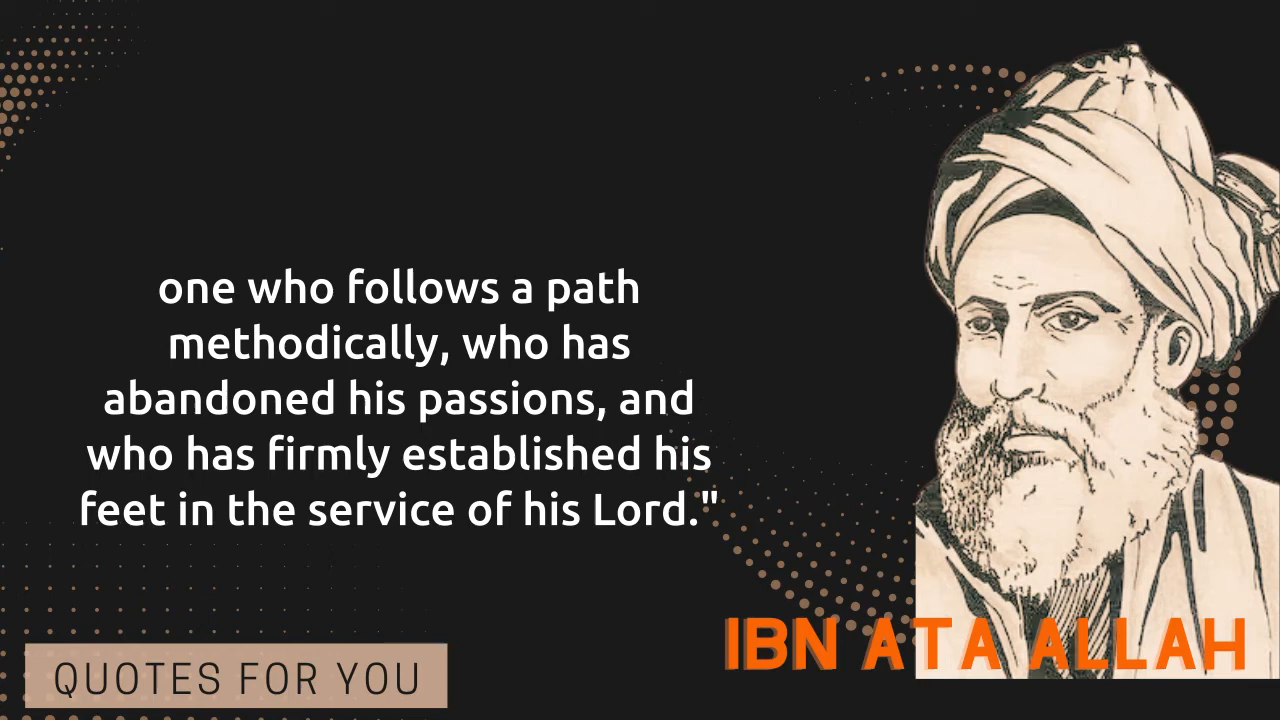 one who follows a path
methodically, who has
abandoned his passions, and
who has firmly established his
feet in the service of his Lord."
IBN ATA ALLAH
QUOTES FOR YOU